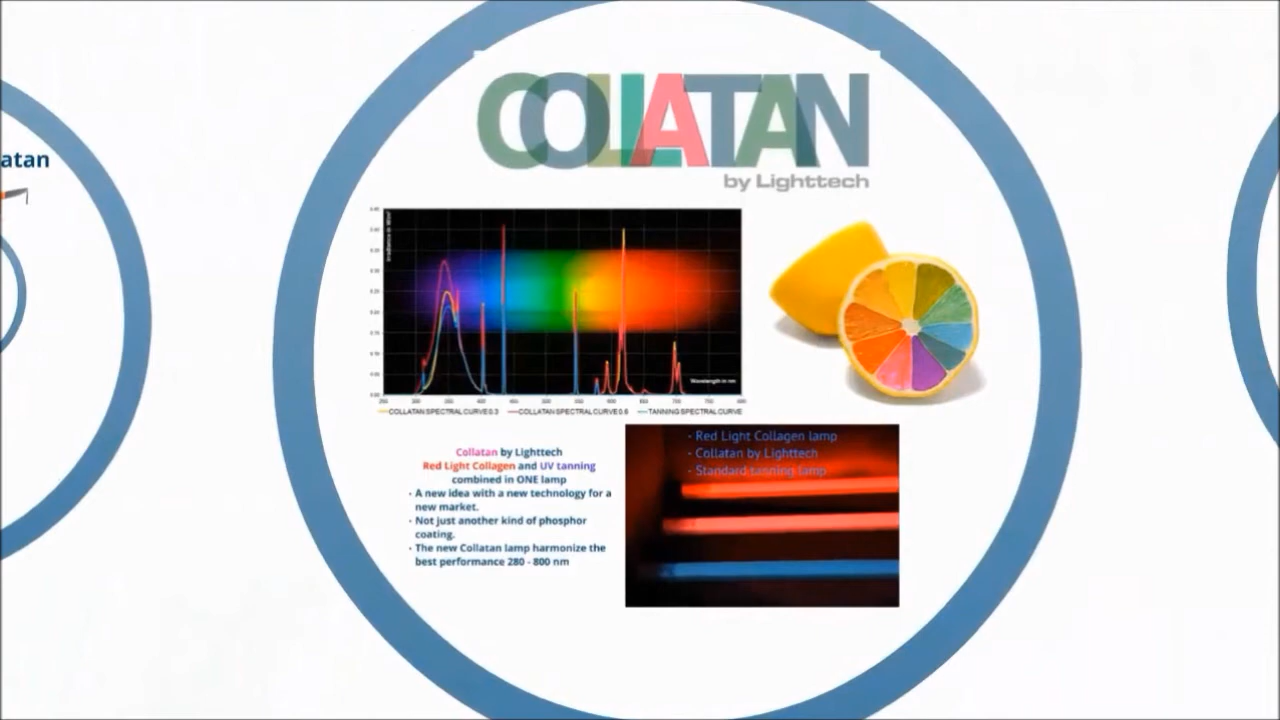 atan
COLLATAN
by Lighttech
Wavelength in nm
COLLATAN SPECTRAL CURVE 0.3
COLLATAN SPECTRAL CURVE 0.6
TANNING SPECTRAL CURVE
Collatan by Lighttech
Red Light Collagen and UV tanning
combined in ONE lamp
- A new idea with a new technology for a
new market.
- Not just another kind of phosphor
coating.
- The new Collatan lamp harmonize the
best performance 280 - 800 nm
- Red Light Collagen lamp
- Collatan by Lighttech
- Standard tanning lamp